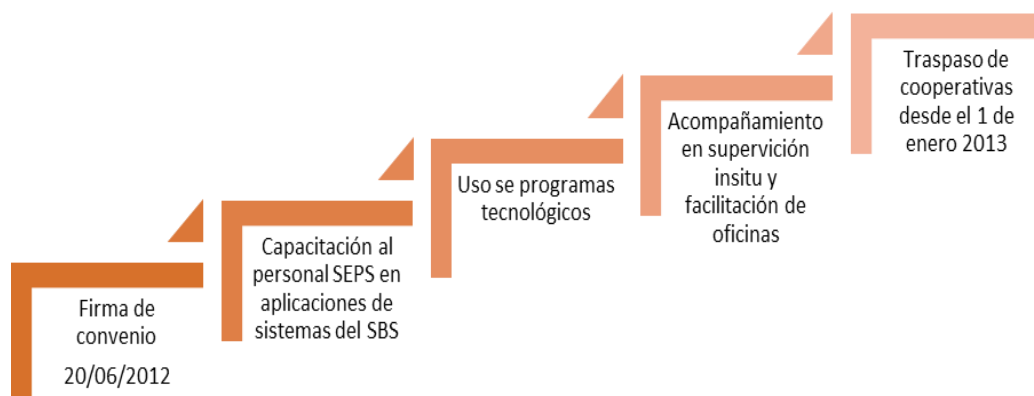 Firma de
convenio
20/06/2012
Capacitación al
personal SEPS en
aplicaciones de
sistemas del SBS
Uso se programas
tecnológicos
Acompañamiento
en supervición
insitu y
facilitación de
oficinas
Traspaso de
cooperativas
desde el 1 de
enero 2013